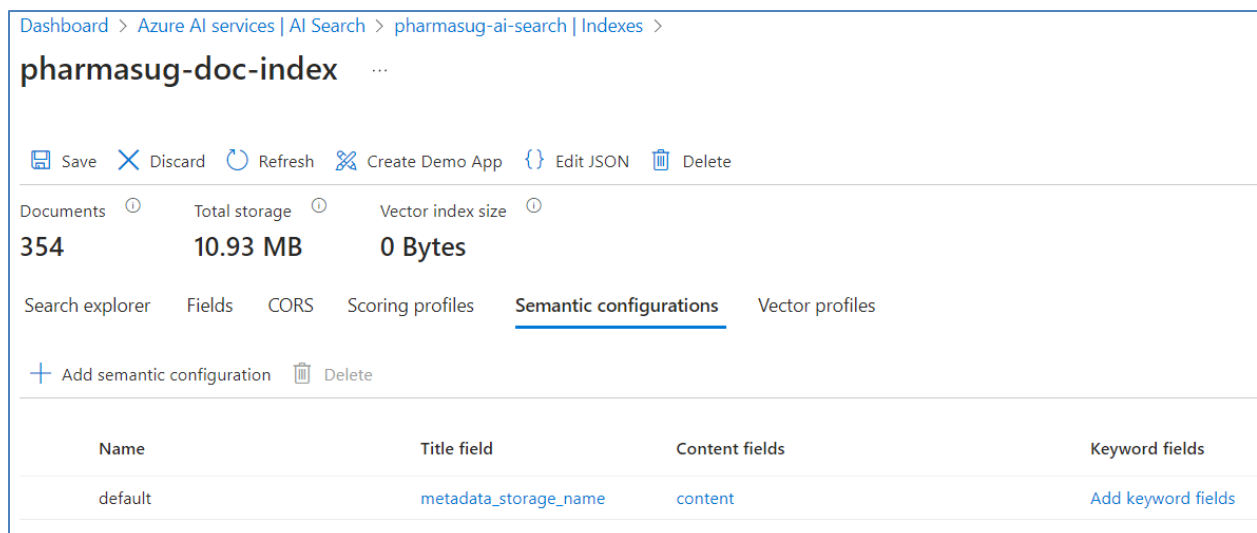 Dashboard > Azure AI services | AI Search > pharmasug-ai-search | Indexes >
pharmasug-doc-index ...
Save Discard Refresh Create Demo App {} Edit JSON Delete
Documents Total storage Vector index size
354 10.93 MB 0 Bytes
Search explorer Fields CORS Scoring profiles Semantic configurations Vector profiles
+ Add semantic configuration Delete
Name Title field Content fields Keyword fields
default metadata_storage_name content Add keyword fields